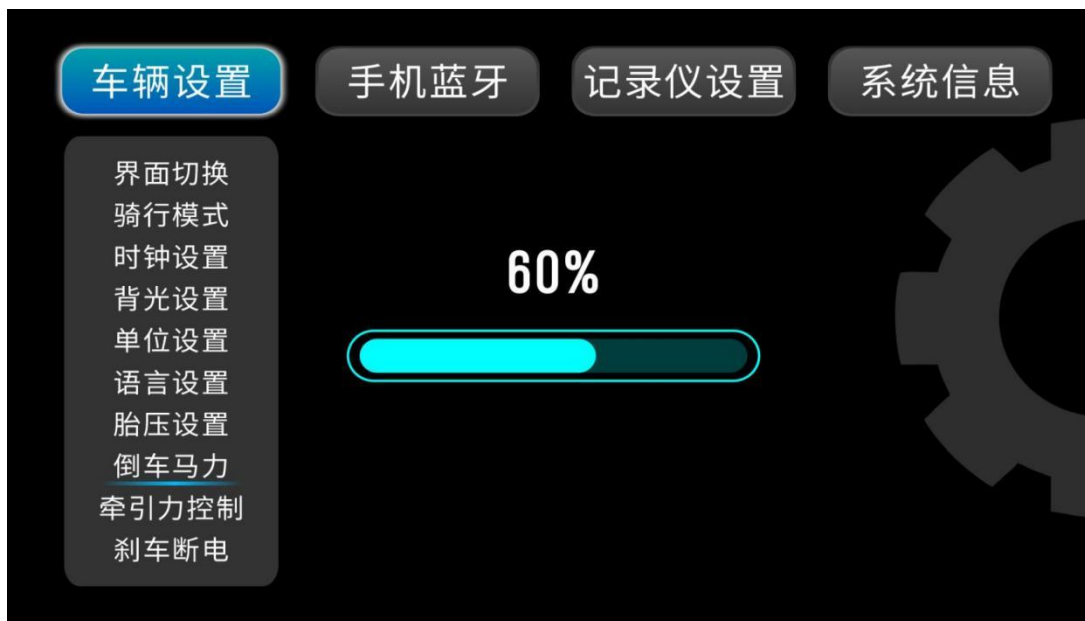 车辆设置
手机蓝牙
记录仪设置
系统信息
界面切换
骑行模式
时钟设置
背光设置
单位设置
语言设置
胎压设置
倒车马力
牵引力控制
刹车断电
60%